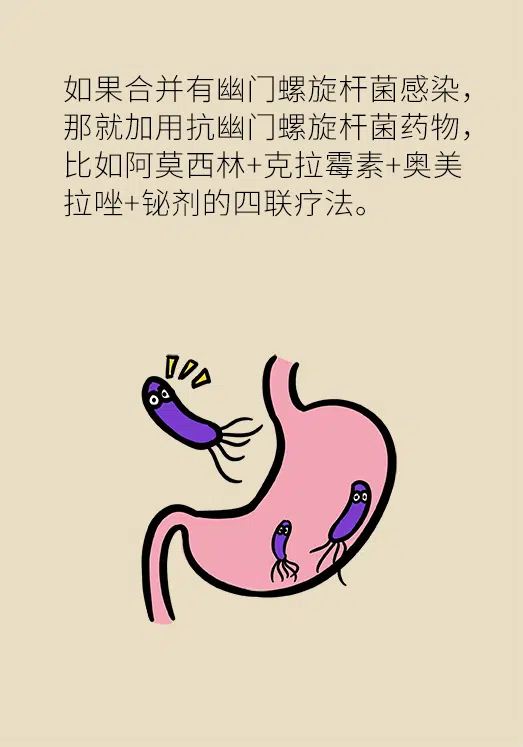 如果合并有幽门螺旋杆菌感染，
那就加用抗幽门螺旋杆菌药物，
比如阿莫西林+克拉霉素+奥美
拉唑+铋剂的四联疗法。